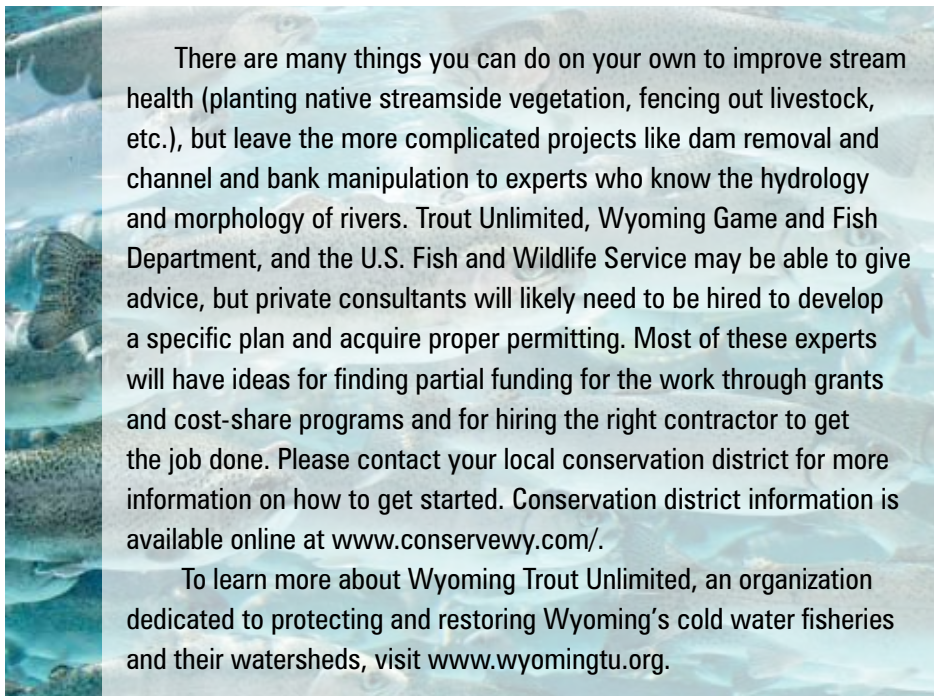 There are many things you can do on your own to improve stream
health (planting native streamside vegetation, fencing out livestock,
etc.), but leave the more complicated projects like dam removal and
channel and bank manipulation to experts who know the hydrology
and morphology of rivers. Trout Unlimited, Wyoming Game and Fish
Department, and the U.S. Fish and Wildlife Service may be able to give
advice, but private consultants will likely need to be hired to develop
a specific plan and acquire proper permitting. Most of these experts
will have ideas for finding partial funding for the work through grants
and cost-share programs and for hiring the right contractor to get
the job done. Please contact your local conservation district for more
information on how to get started. Conservation district information is
available online at www.conservewy.com/.
To learn more about Wyoming Trout Unlimited, an organization
dedicated to protecting and restoring Wyoming’s cold water fisheries
and their watersheds, visit www.wyomingtu.org.